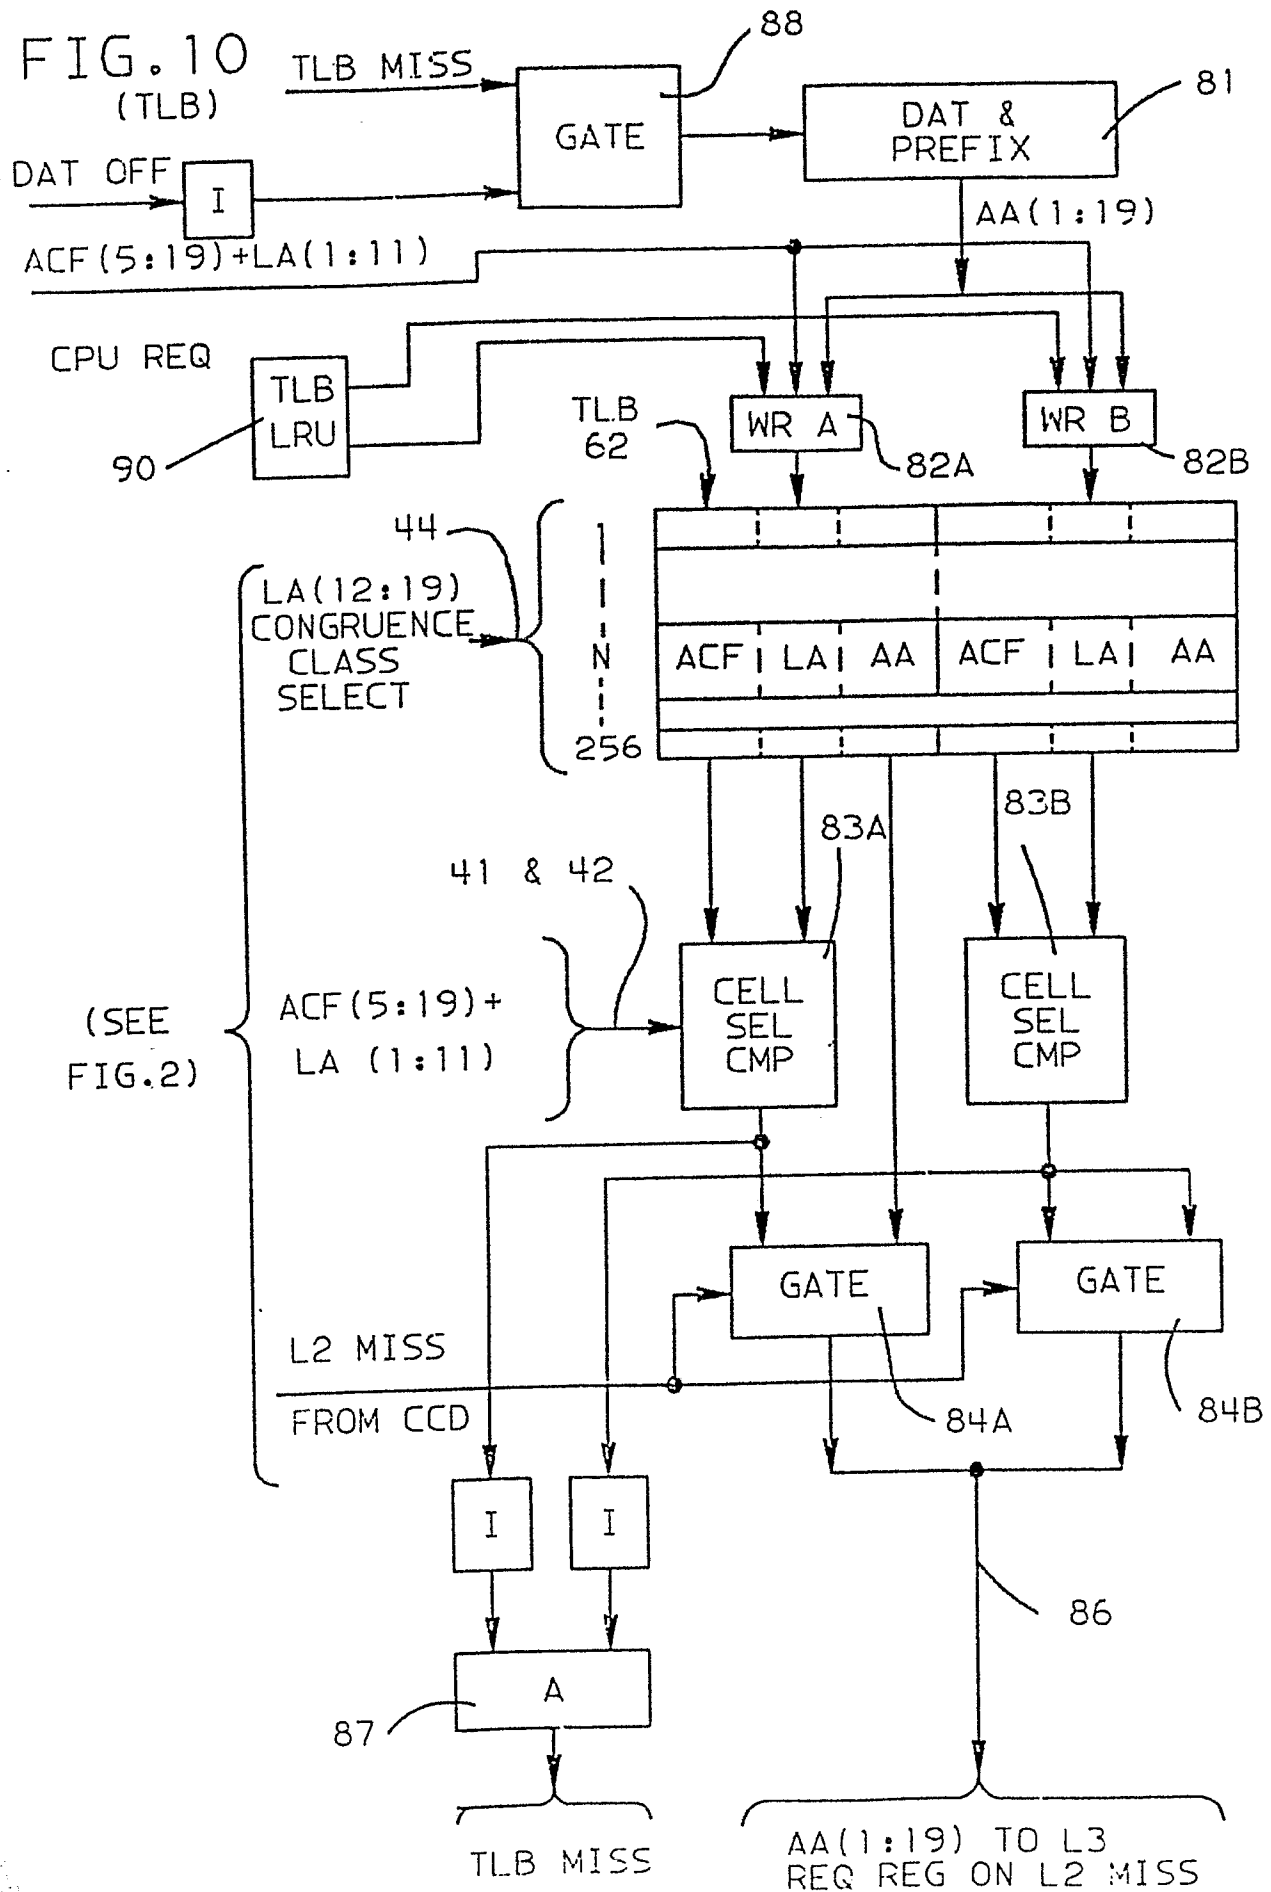 FIG.10
(TLB)
TLB MISS
88
GATE
81
DAT &
PREFIX
DAT OFF
I
AA(1:19)
ACF(5:19)+LA(1:11)
CPU REQ
TLB
LRU
90
TLB
62
WR A
82A
WR B
82B
44
LA(12:19)
CONGRUENCE
CLASS
SELECT
1
N
256
ACF LA AA ACF LA AA
83A
83B
41 & 42
ACF(5:19)+
LA (1:11)
CELL
SEL
CMP
CELL
SEL
CMP
(SEE
FIG.2)
GATE
GATE
L2 MISS
FROM CCD
84A
84B
I
I
86
A
87
TLB MISS
AA(1:19) TO L3
REQ REG ON L2 MISS